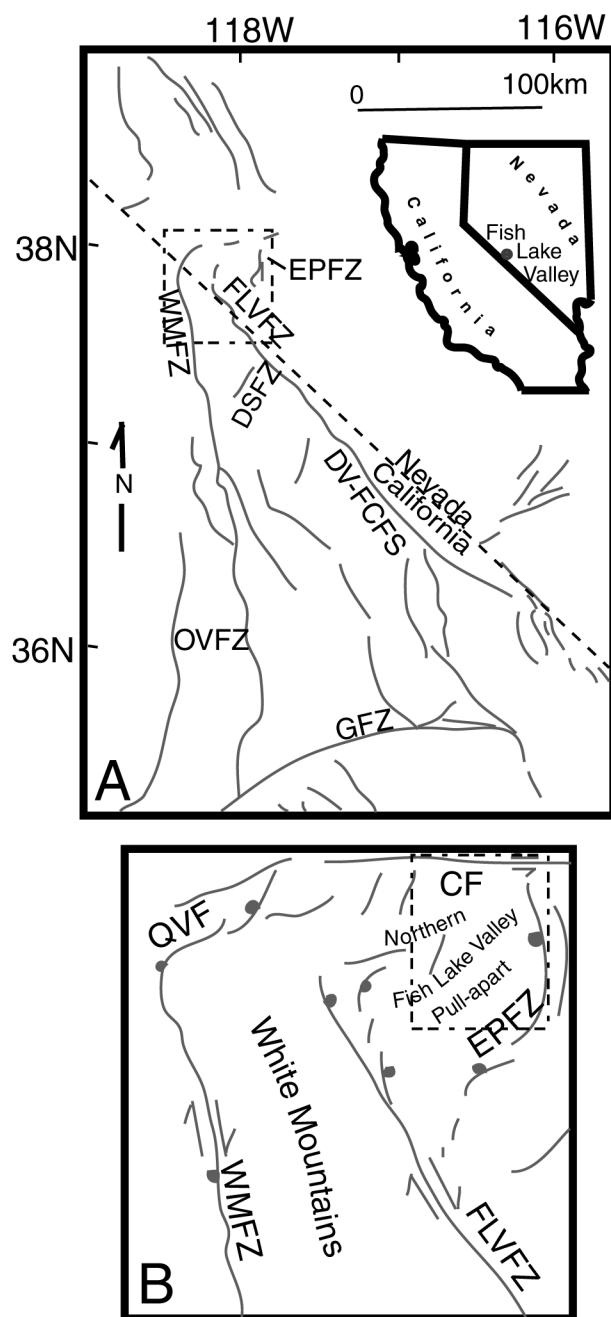 118W
116W
0
100km
Nevada
California
Fish
Lake
Valley
38N
EPFZ
FLVFZ
WMFZ
DSFZ
N
DV-FCFS
Nevada
California
36N
OVFZ
GFZ
A
CF
QVF
Northern
Fish Lake Valley
Pull-apart
EPFZ
White Mountains
WMFZ
FLVFZ
B